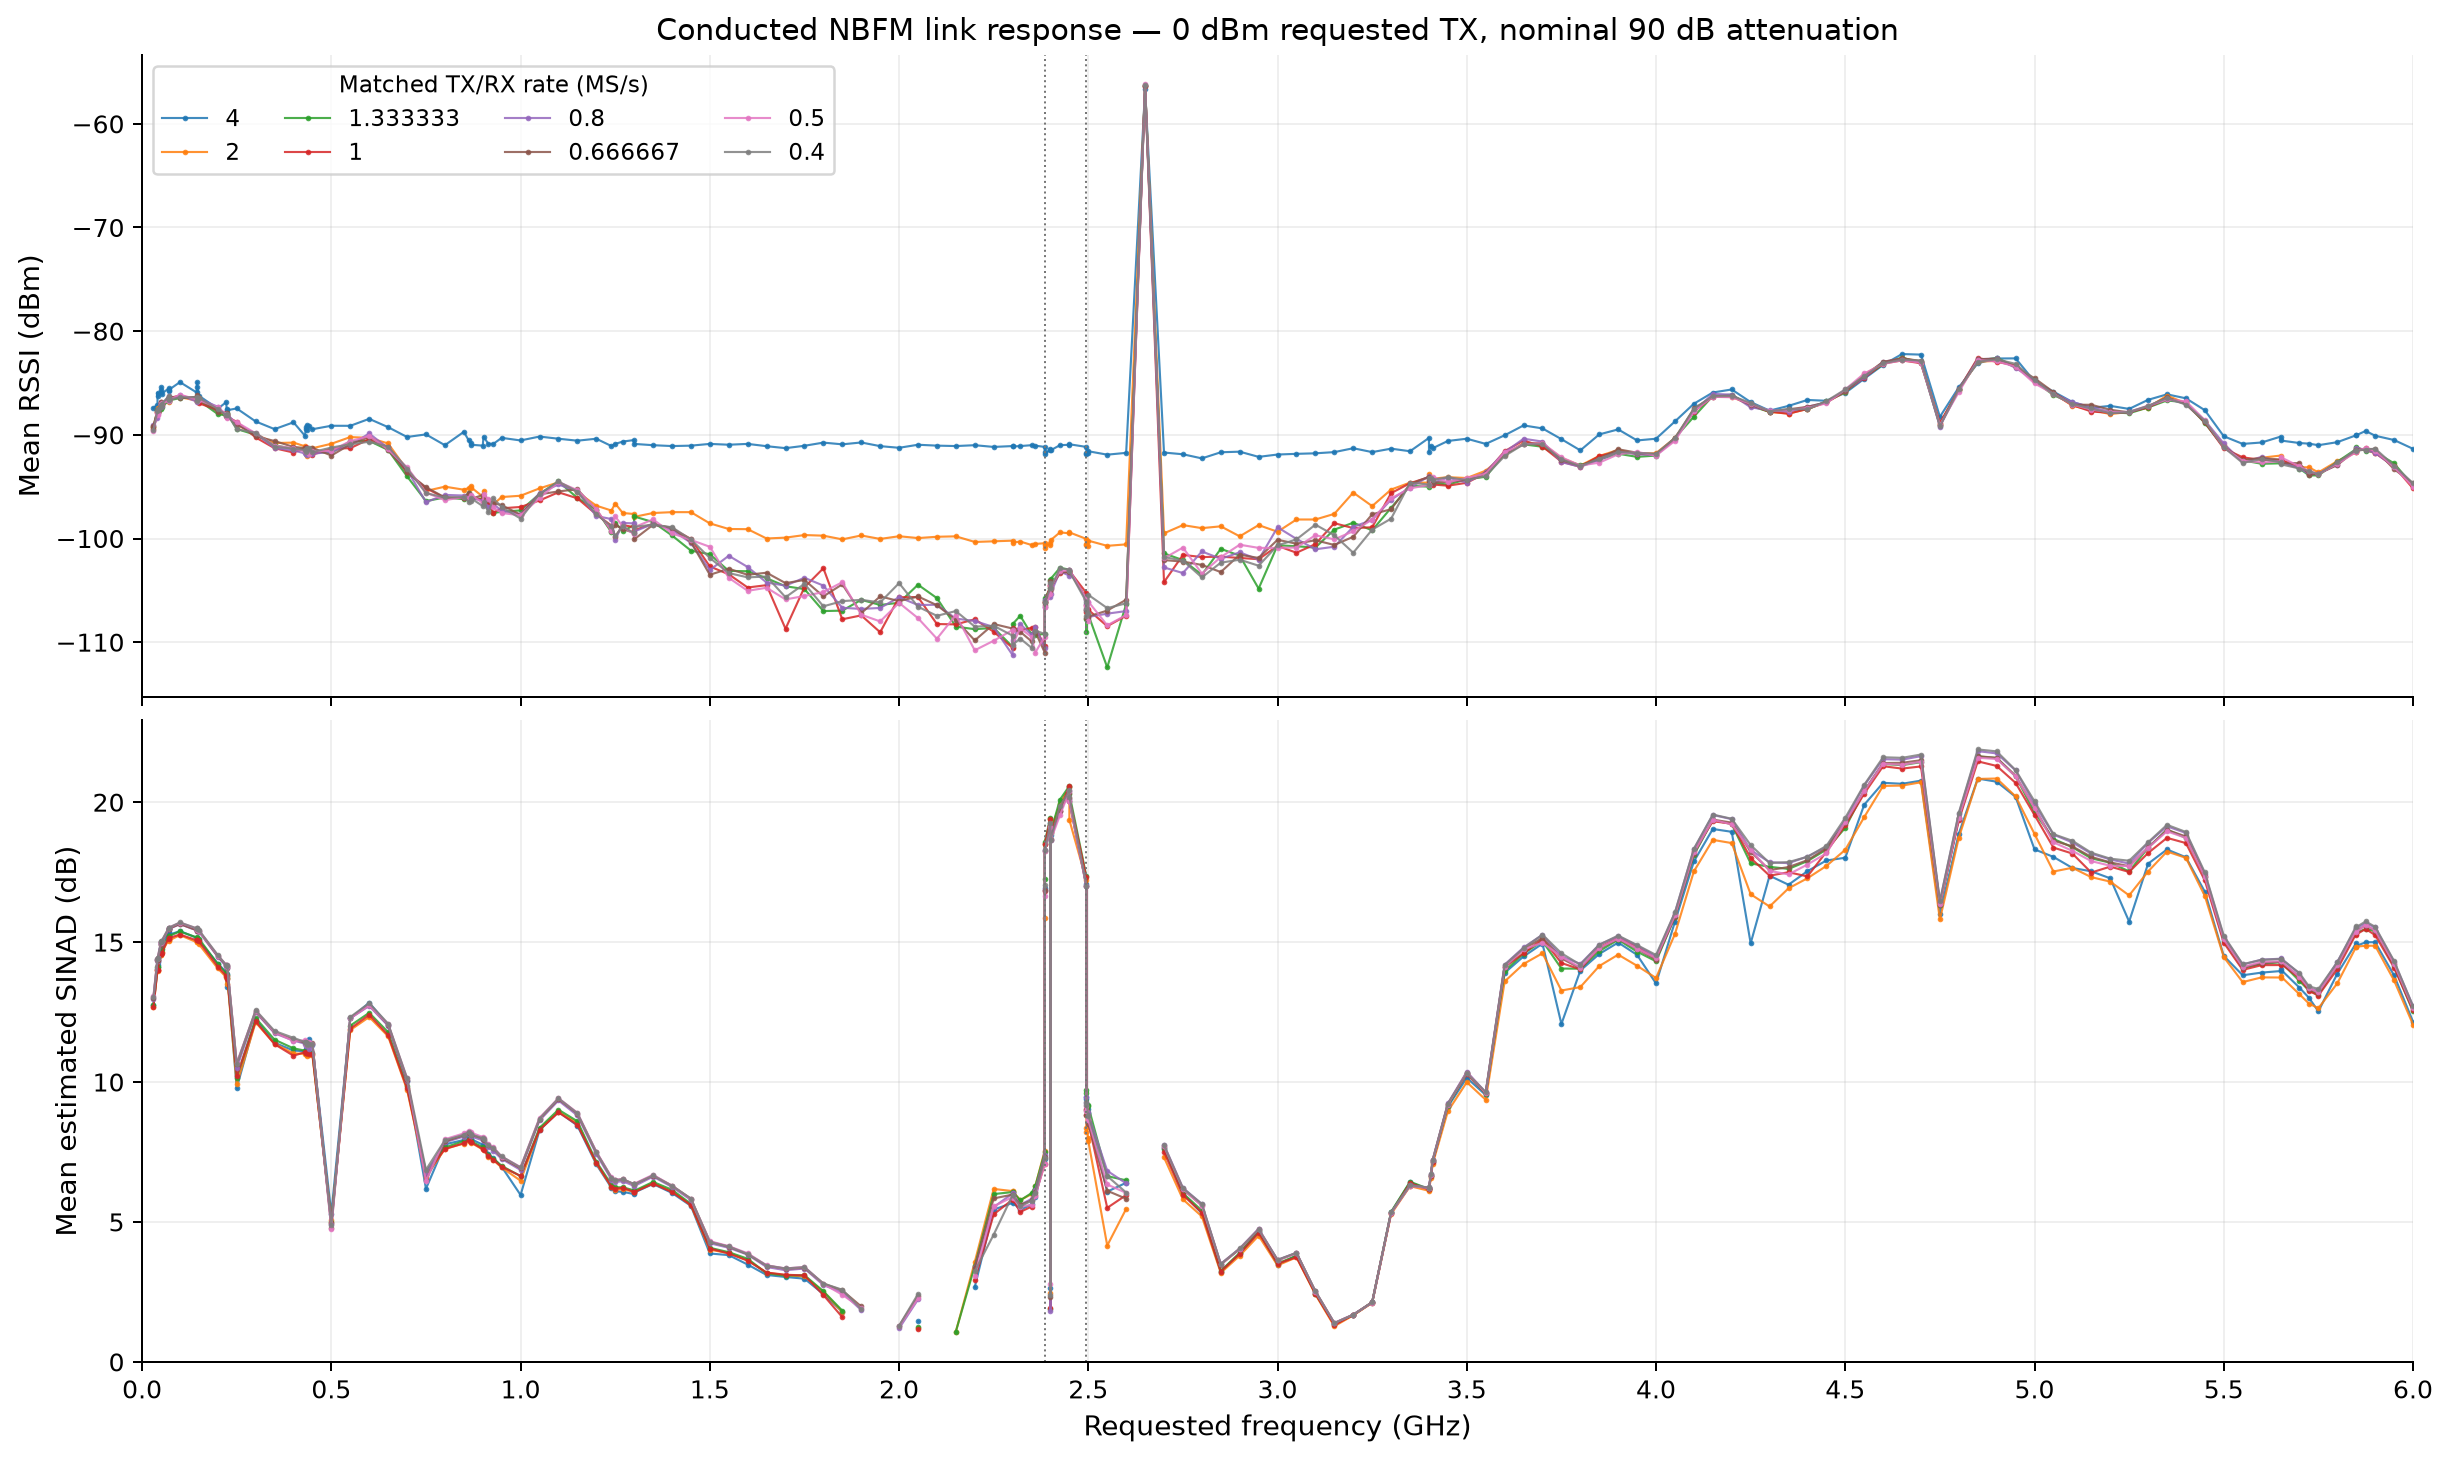 Conducted NBFM link response — 0 dBm requested TX, nominal 90 dB attenuation
Matched TX/RX rate (MS/s)
4 1.333333 0.8 0.5
2 1 0.666667 0.4
Mean RSSI (dBm)
−60
−70
−80
−90
−100
−110
Mean estimated SINAD (dB)
20
15
10
5
0
0.0 0.5 1.0 1.5 2.0 2.5 3.0 3.5 4.0 4.5 5.0 5.5 6.0
Requested frequency (GHz)